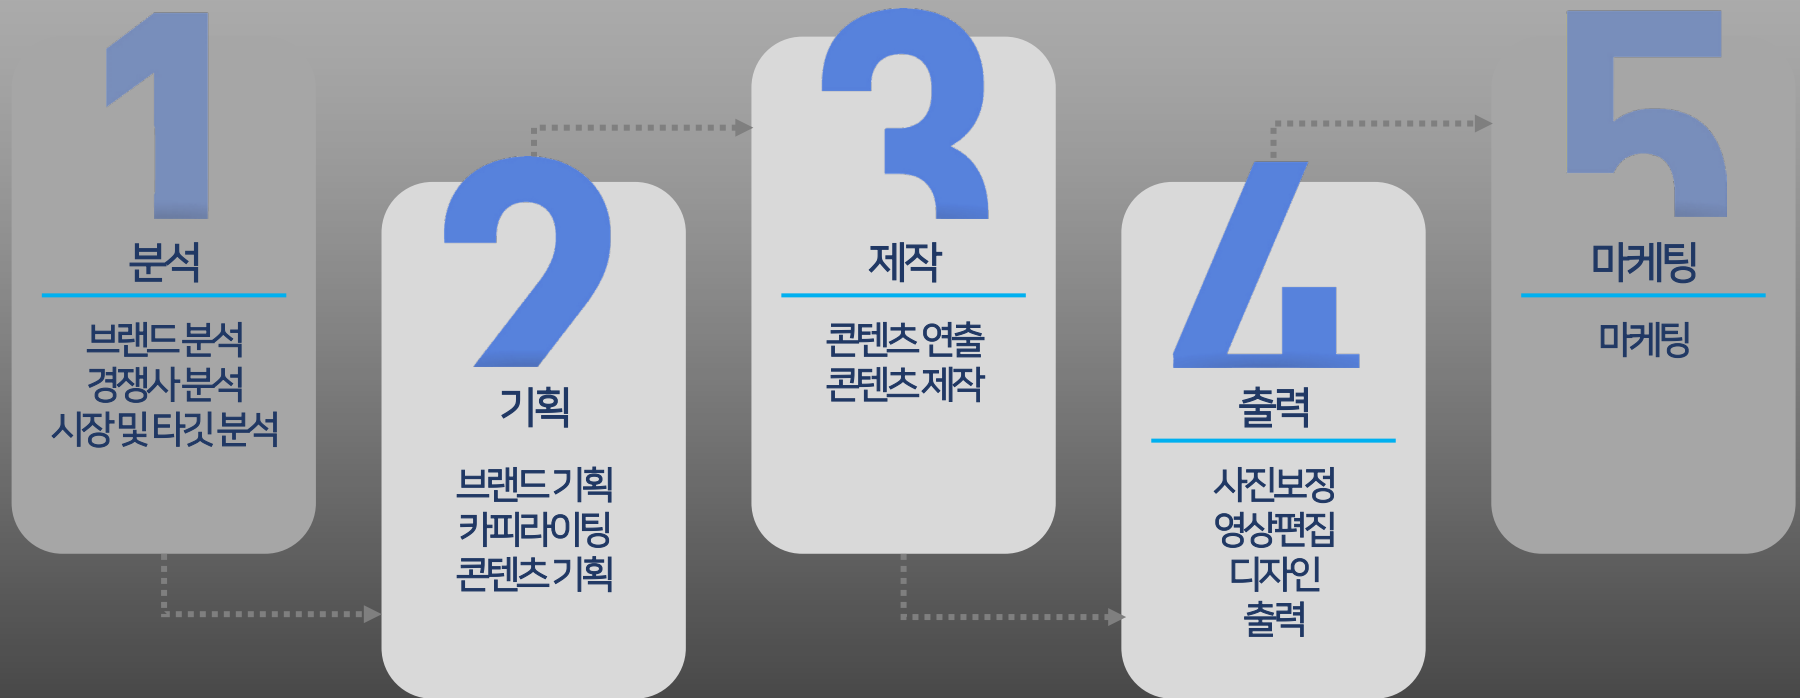 1
분석
브랜드 분석
경쟁사 분석
시장 및 타깃 분석
2
기획
브랜드 기획
카피라이팅
콘텐츠 기획
3
제작
콘텐츠 연출
콘텐츠 제작
4
출력
사진보정
영상편집
디자인
출력
5
마케팅
마케팅